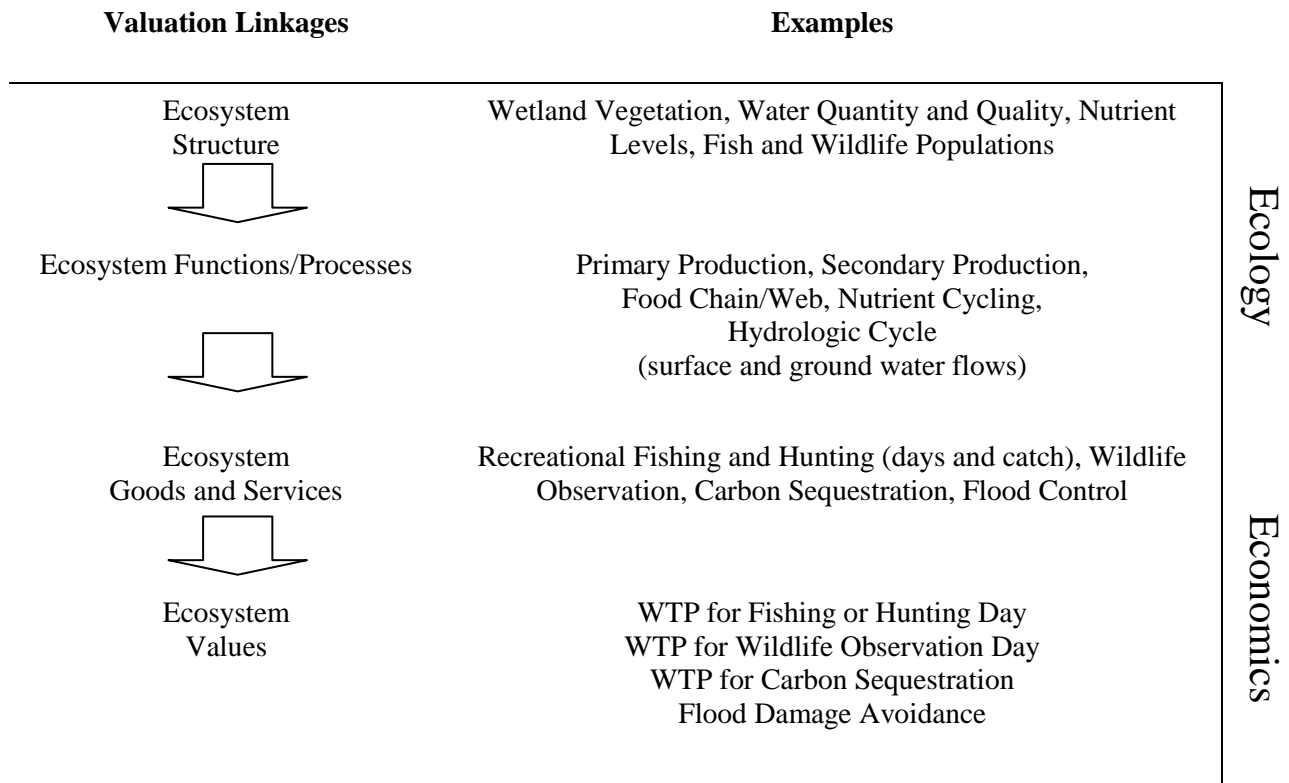 Valuation Linkages
Examples
Ecosystem
Structure
Wetland Vegetation, Water Quantity and Quality, Nutrient
Levels, Fish and Wildlife Populations
Ecosystem Functions/Processes
Primary Production, Secondary Production,
Food Chain/Web, Nutrient Cycling,
Hydrologic Cycle
(surface and ground water flows)
Ecology
Ecosystem
Goods and Services
Recreational Fishing and Hunting (days and catch), Wildlife
Observation, Carbon Sequestration, Flood Control
Ecosystem
Values
WTP for Fishing or Hunting Day
WTP for Wildlife Observation Day
WTP for Carbon Sequestration
Flood Damage Avoidance
Economics